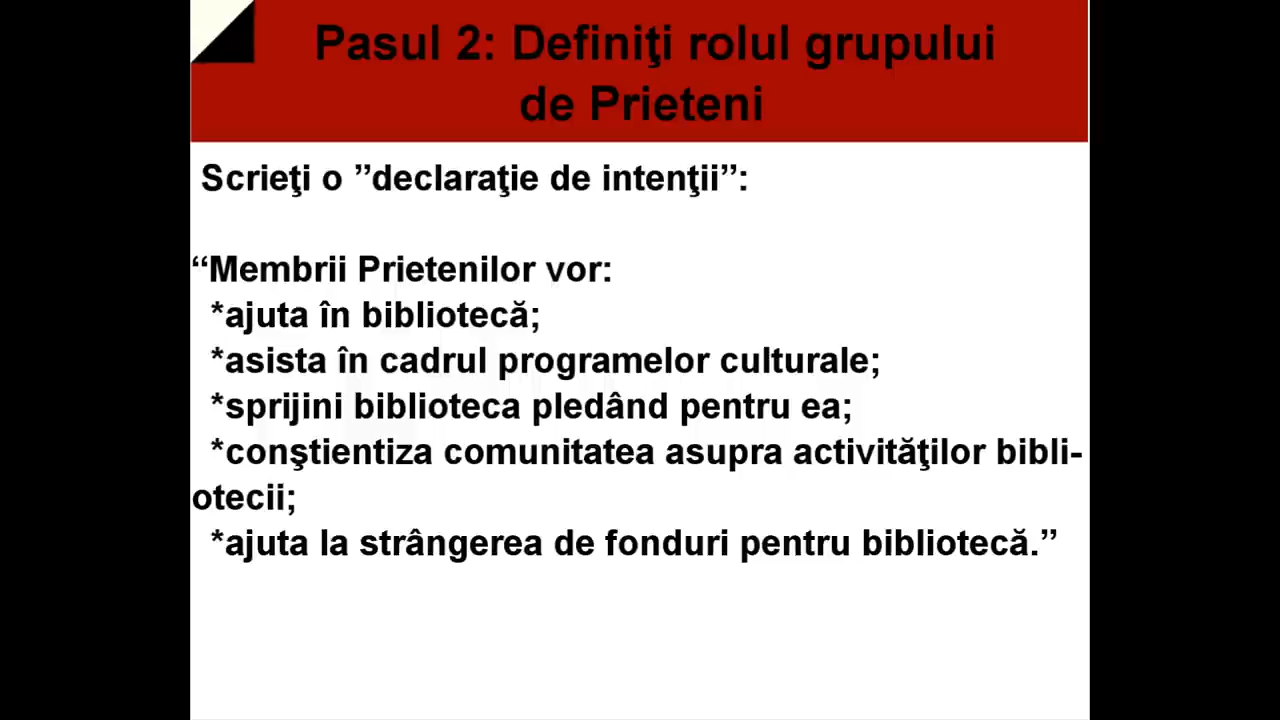 Pasul 2: Definiţi rolul grupului
de Prieteni
Scrieţi o ”declaraţie de intenţii”:
“Membrii Prietenilor vor:
*ajuta în bibliotecă;
*asista în cadrul programelor culturale;
*sprijini biblioteca pledând pentru ea;
*conştientiza comunitatea asupra activităţilor bibli-
otecii;
*ajuta la strângerea de fonduri pentru bibliotecă.”